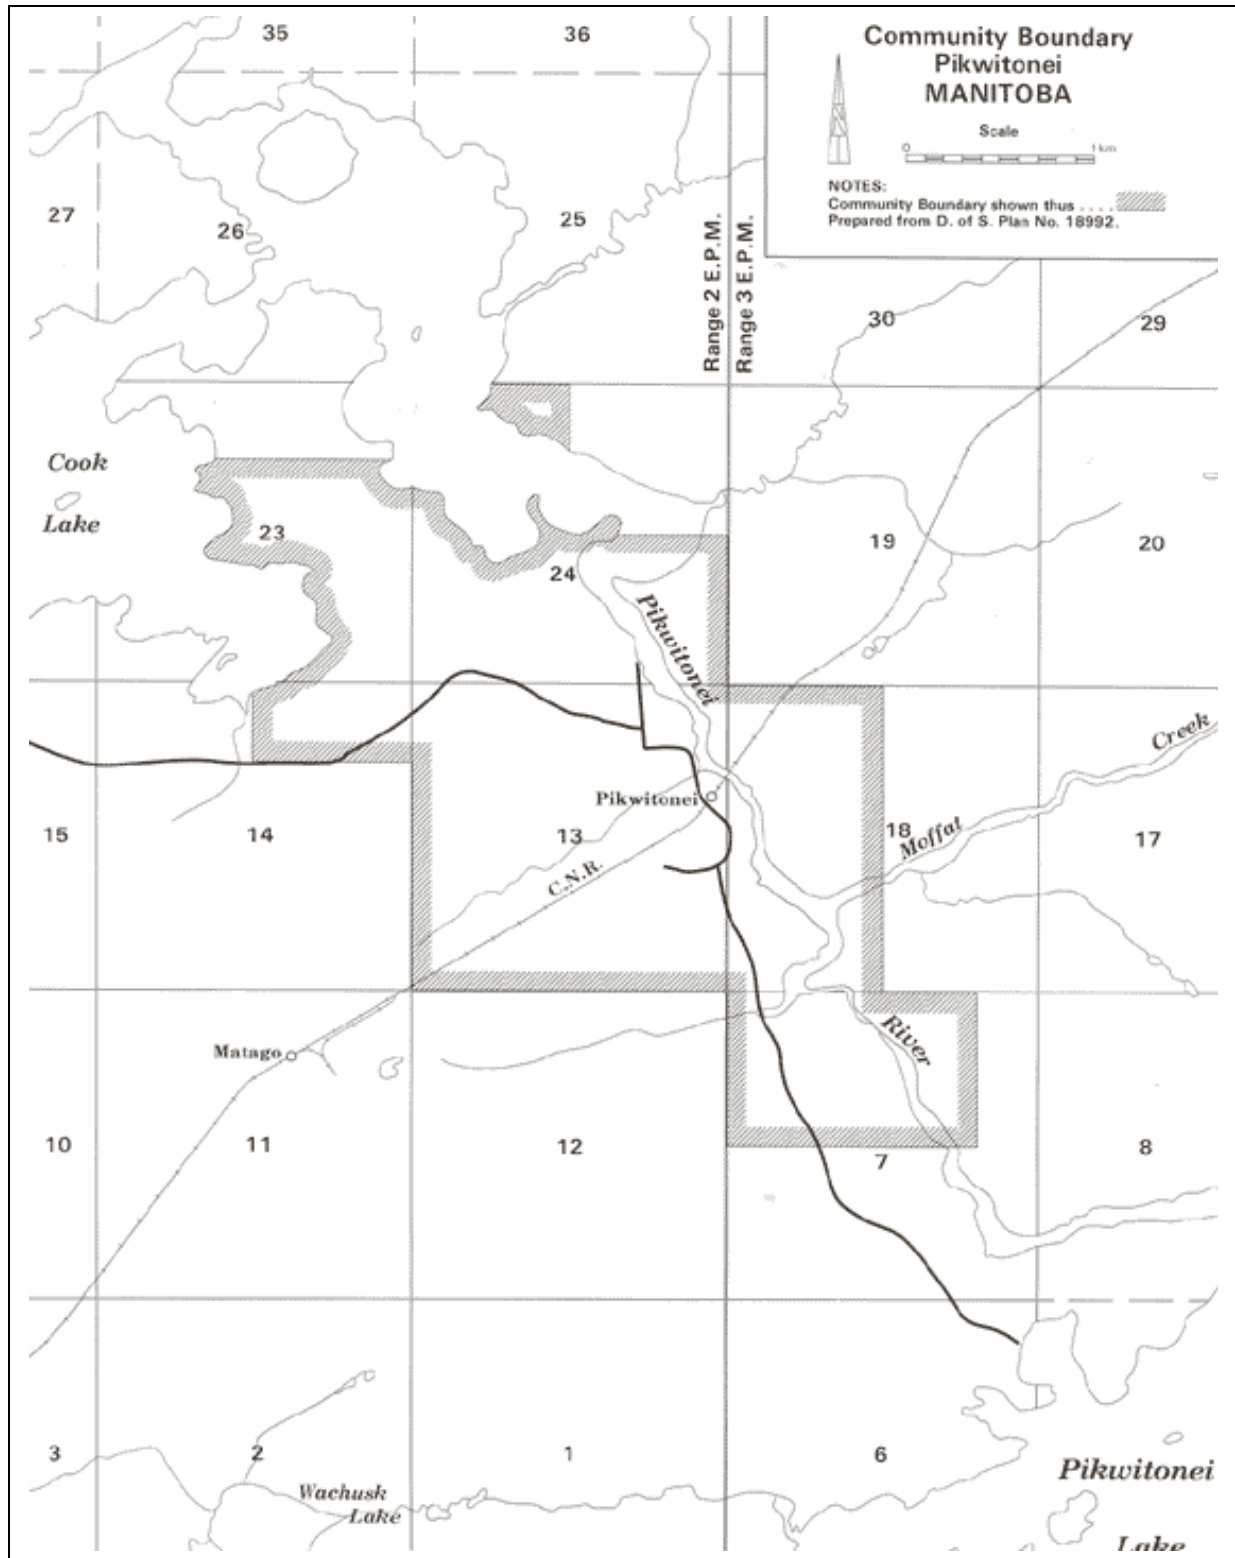 35
36
Community Boundary
Pikwitonei
MANITOBA
Scale
0 1 km
NOTES:
Community Boundary shown thus . . . .
Prepared from D. of S. Plan No. 18992.
27
26
25
Range 2 E.P.M.
Range 3 E.P.M.
30
29
Cook
Lake
23
24
19
20
Pikwitonei
Creek
Pikwitonei
15
14
13
18
Moffat
17
C.N.R.
Matago
River
10
11
12
7
8
3
2
1
6
Wachusk
Lake
Pikwitonei
Lake